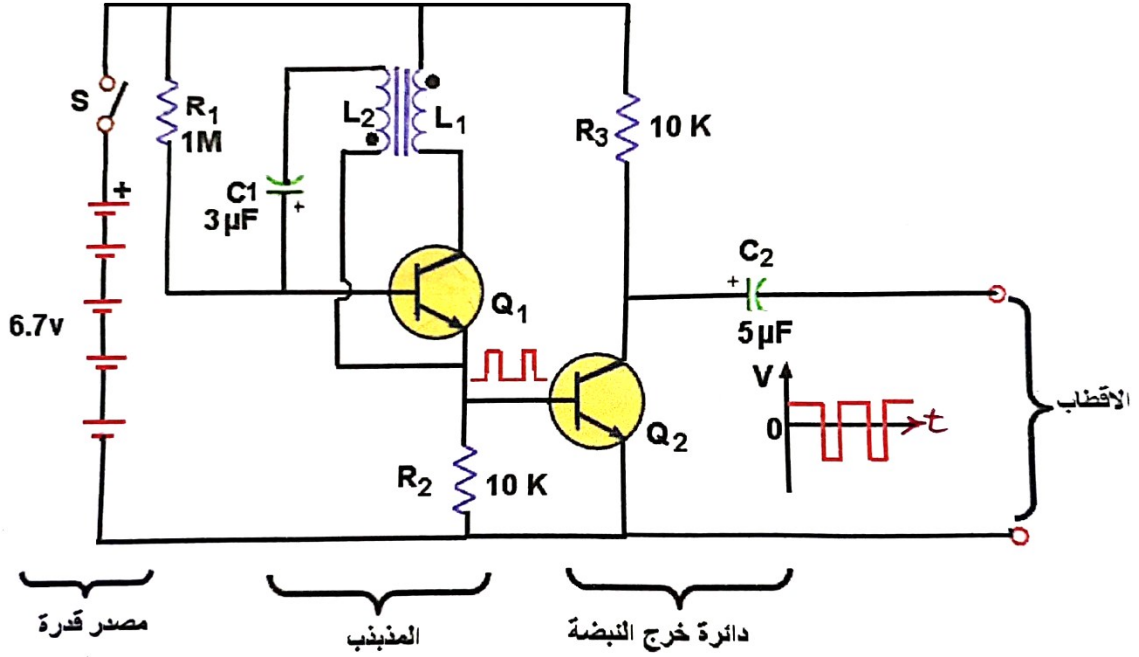 S
R1
1M
+
6.7v
C1
3µF
+
L2
L1
Q1
R2
10 K
R3
10 K
Q2
C2
+
5µF
V
0
t
الاقطاب
مصدر قدرة
المذبذب
دائرة خرج النبضة